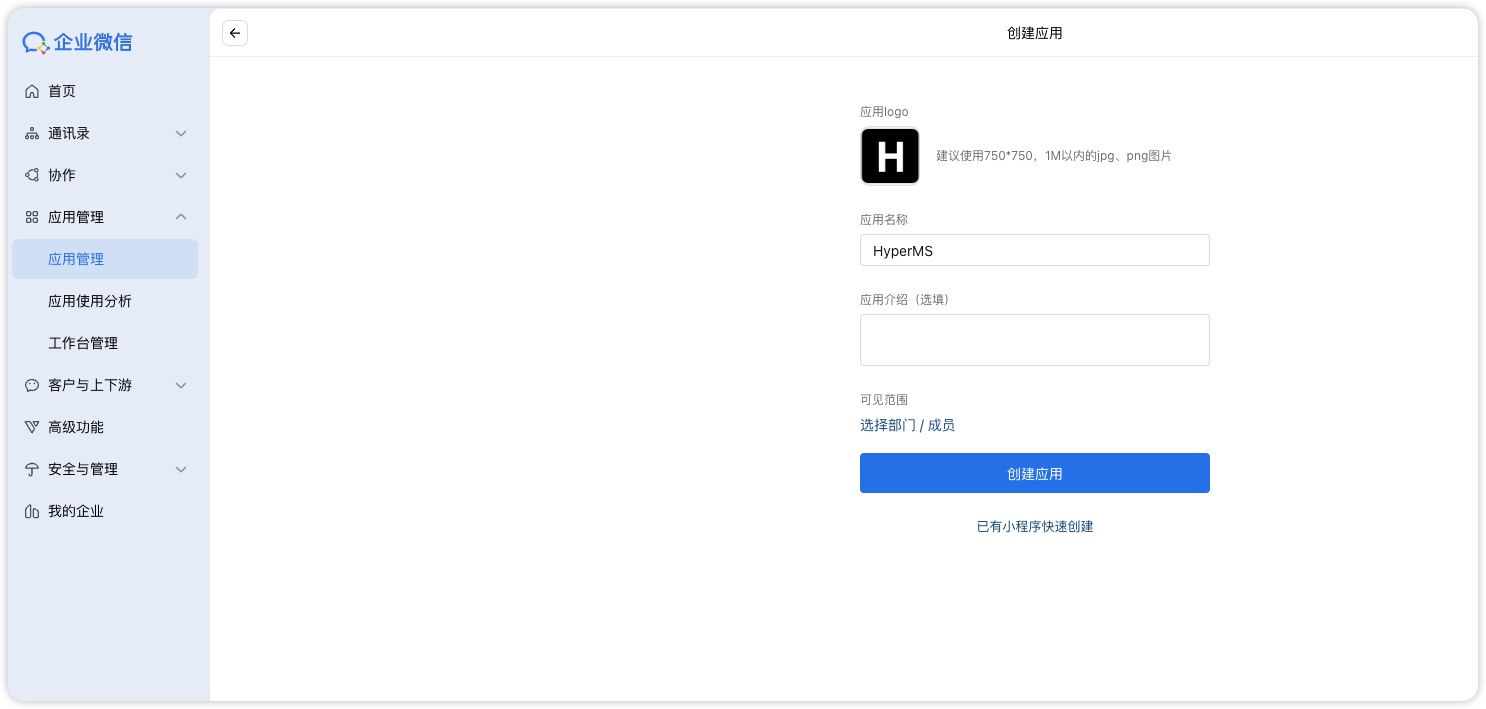 企业微信
首页
通讯录
协作
应用管理
应用管理
应用使用分析
工作台管理
客户与上下游
高级功能
安全与管理
我的企业
创建应用
应用logo
H
建议使用750*750，1M以内的jpg、png图片
应用名称
HyperMS
应用介绍（选填）
可见范围
选择部门 / 成员
创建应用
已有小程序快速创建